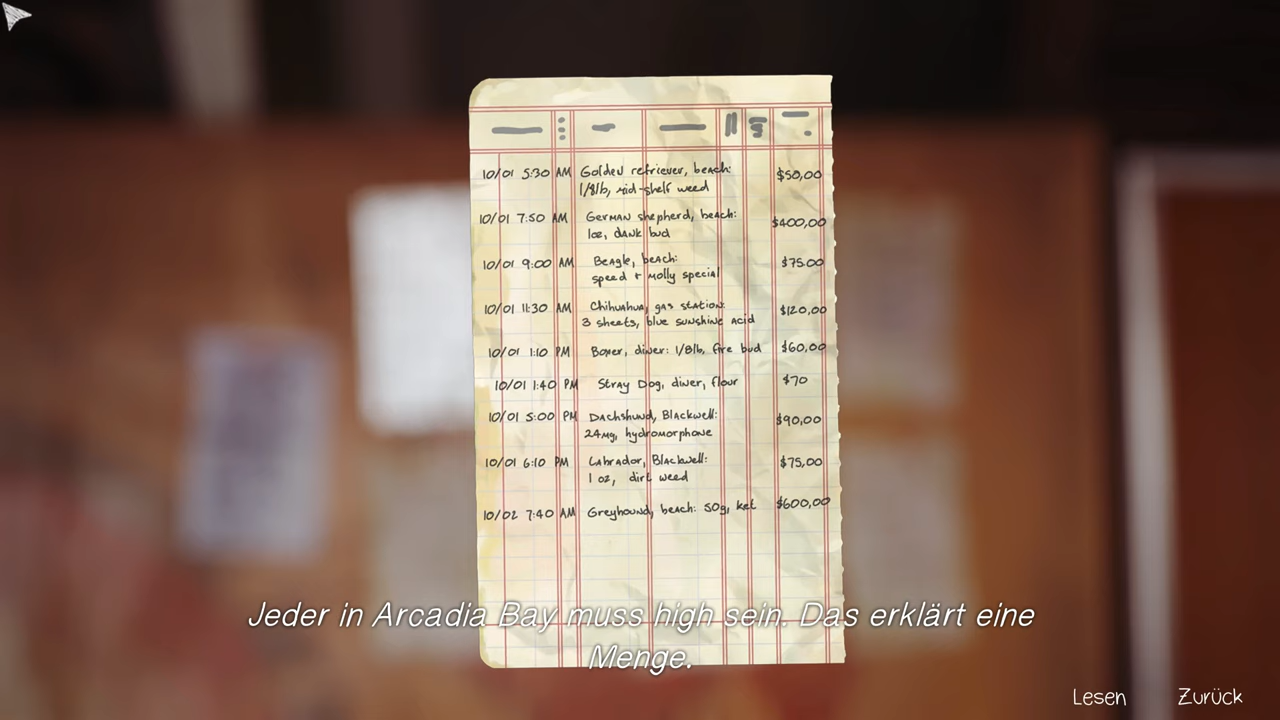 10/01 5:30 AM Golden retriever, beach: $50,00
1/8lb, mid-shelf weed
10/01 7:50 AM German shepherd, beach: $400,00
1oz, dank bud
10/01 9:00 AM Beagle, beach: $75.00
speed + molly special
10/01 11:30 AM Chihuahua, gas station: $120,00
3 sheets, blue sunshine acid
10/01 1:10 PM Boxer, diner: 1/8lb, fire bud $60,00
10/01 1:40 PM Stray Dog, diner, flour $70
10/01 5:00 PM Dachshund, Blackwell: $90,00
24mg, hydromorphone
10/01 6:10 PM Labrador, Blackwell: $75,00
1 oz, dirt weed
10/02 7:40 AM Greyhound, beach: 50g, ket $600,00
Jeder in Arcadia Bay muss high sein. Das erklärt eine
Menge.
Lesen Zurück